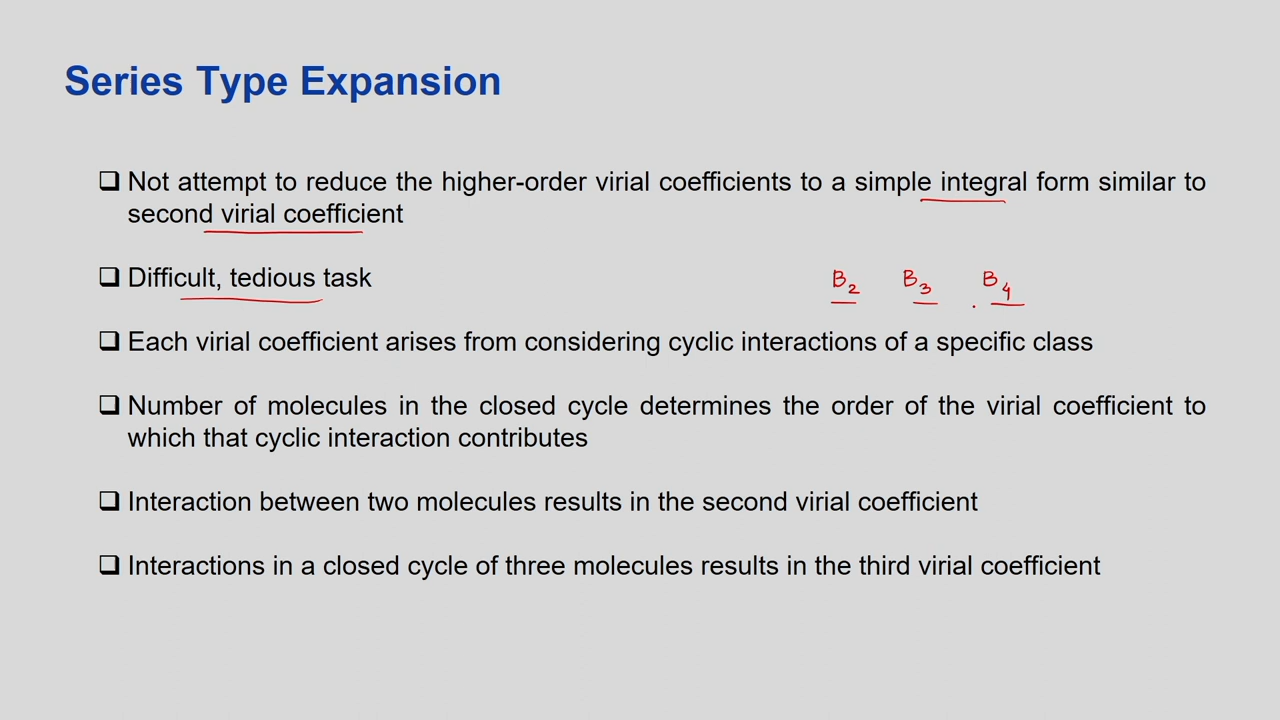 Series Type Expansion
❑ Not attempt to reduce the higher-order virial coefficients to a simple integral form similar to
second virial coefficient
❑ Difficult, tedious task
B₂ B₃ B₄
❑ Each virial coefficient arises from considering cyclic interactions of a specific class
❑ Number of molecules in the closed cycle determines the order of the virial coefficient to
which that cyclic interaction contributes
❑ Interaction between two molecules results in the second virial coefficient
❑ Interactions in a closed cycle of three molecules results in the third virial coefficient